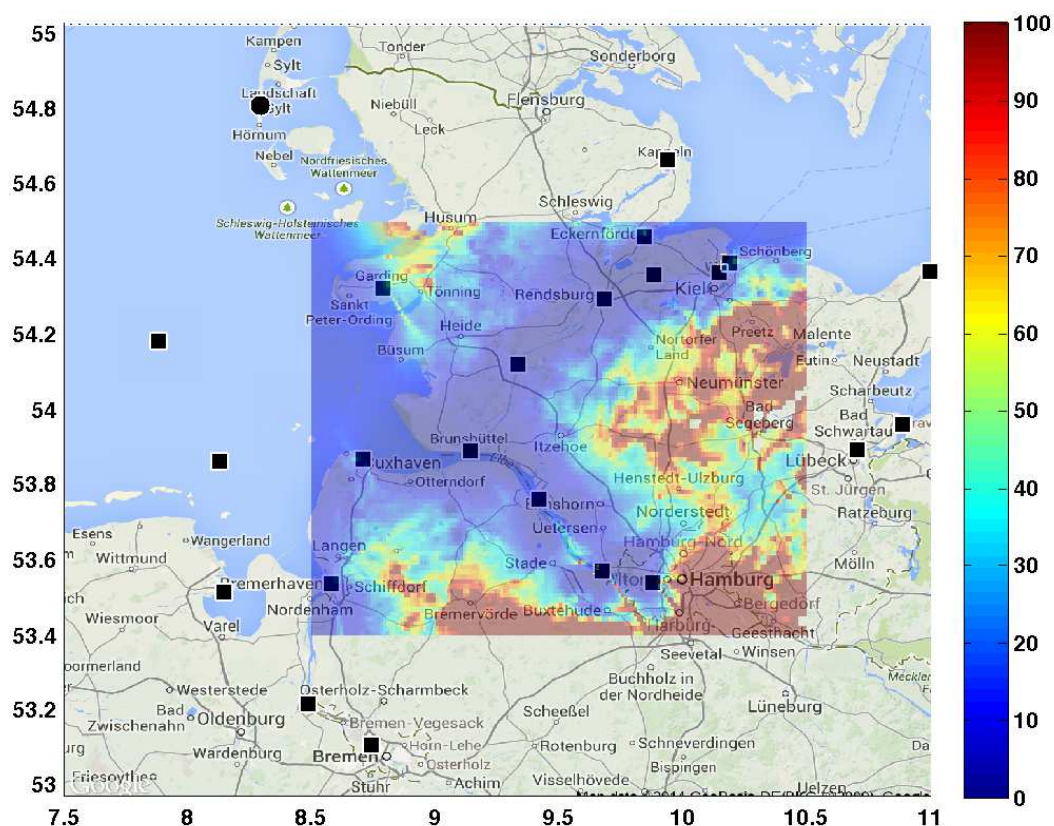 55
54.8
54.6
54.4
54.2
54
53.8
53.6
53.4
53.2
53
7.5
8
8.5
9
9.5
10
10.5
11
100
90
80
70
60
50
40
30
20
10
0
Kampen
Sylt
Landschaft
Sylt
Hörnum
Nebel
Tonder
Sonderborg
Niebüll
Leck
Flensburg
Nordfriesisches
Wattenmeer
Schleswig-Holsteinisches
Wattenmeer
Husum
Schleswig
Eckernförde
Schönberg
Garding
Tönning
Sankt
Peter-Ording
Rendsburg
Kiel
Heide
Büsum
Nortorfer
Land
Preetz
Malente
Eutin
Neustadt
Neumünster
Scharbeutz
Bad
Segeberg
Bad
Schwartau
Brunsbüttel
Elbe
Itzehoe
Cuxhaven
Otterndorf
Lübeck
Henstedt-Ulzburg
St. Jürgen
Ratzeburg
Norderstedt
Uetersen
Hamburg-Nord
Esens
Wangerland
Wittmund
Langen
Stade
Mölln
Bremerhaven
Schiffdorf
Hamburg
Nordenham
Bremervörde
Buxtehude
Bergedorf
Wiesmoor
Varel
Harburg
Geesthacht
Seevetal
Winsen
Buchholz in
der Nordheide
Westerstede
Osterholz-Scharmbeck
Lüneburg
Bad
Zwischenahn
Oldenburg
Bremen-Vegesack
Scheeßel
Wardenburg
Bremen
Horn-Lehe
Osterholz
Rotenburg
Schneverdingen
Bispingen
Friesoythe
Stuhr
Achim
Visselhövede
Uelzen
Google